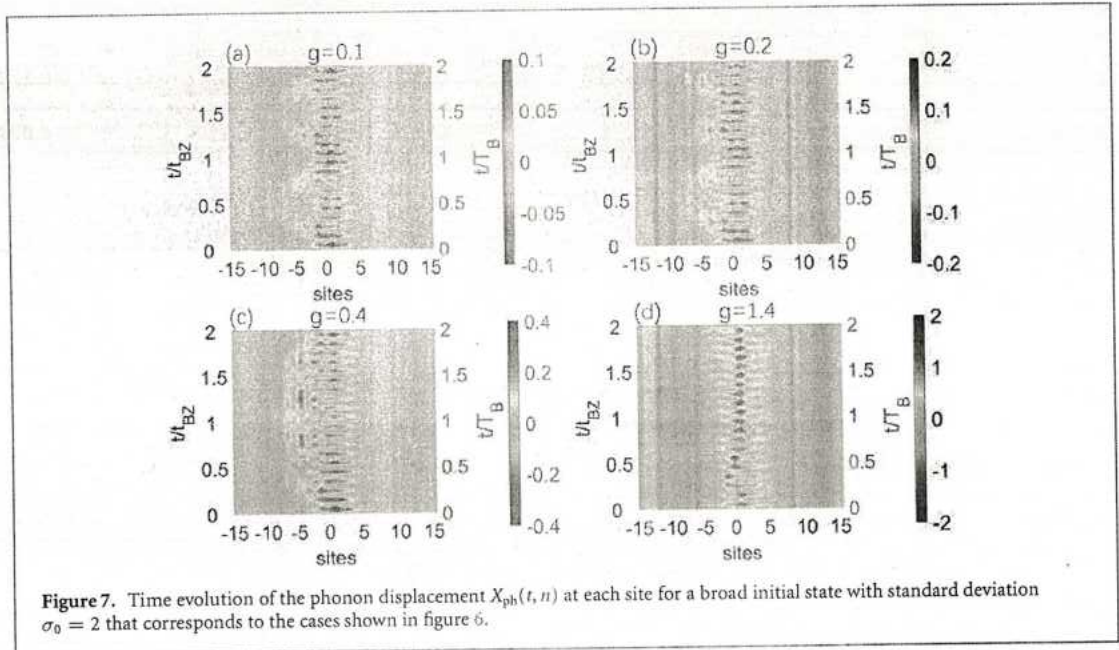 (a) g=0.1
(b) g=0.2
2
1.5
1
0.5
0
t/t_BZ
-15 -10 -5 0 5 10 15
sites
2
1.5
1
0.5
0
t/T_B
0.1
0.05
0
-0.05
-0.1
2
1.5
1
0.5
0
t/t_BZ
-15 -10 -5 0 5 10 15
sites
2
1.5
1
0.5
0
t/T_B
0.2
0.1
0
-0.1
-0.2
(c) g=0.4
(d) g=1.4
2
1.5
1
0.5
0
t/t_BZ
-15 -10 -5 0 5 10 15
sites
2
1.5
1
0.5
0
t/T_B
0.4
0.2
0
-0.2
-0.4
2
1.5
1
0.5
0
t/t_BZ
-15 -10 -5 0 5 10 15
sites
2
1.5
1
0.5
0
t/T_B
2
1
0
-1
-2
Figure 7. Time evolution of the phonon displacement X_ph(t, n) at each site for a broad initial state with standard deviation
σ₀ = 2 that corresponds to the cases shown in figure 6.